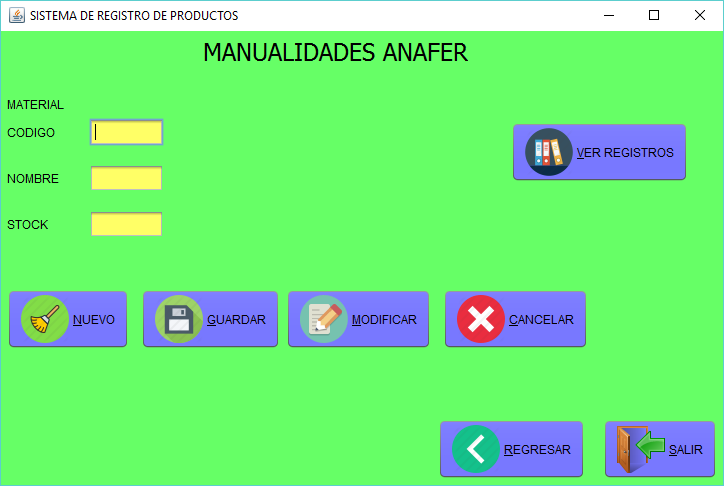 SISTEMA DE REGISTRO DE PRODUCTOS
MANUALIDADES ANAFER
MATERIAL
CODIGO
VER REGISTROS
NOMBRE
STOCK
NUEVO
GUARDAR
MODIFICAR
CANCELAR
REGRESAR
SALIR